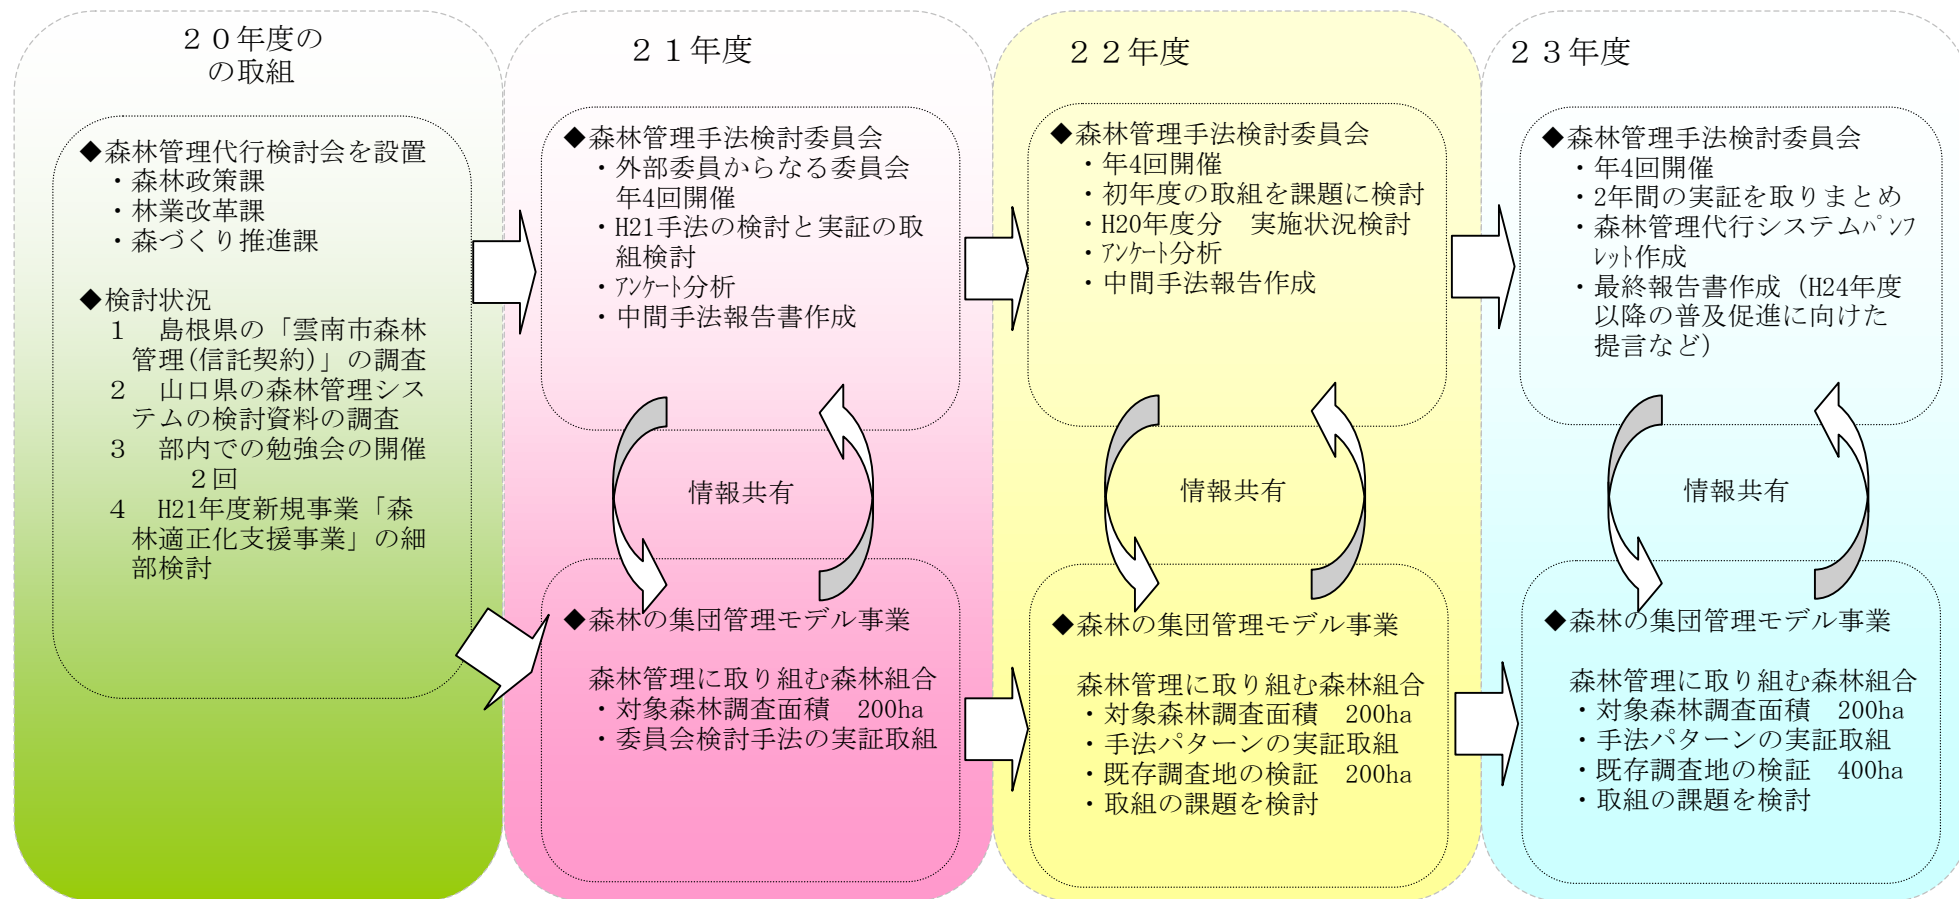 ２０年度の
の取組
◆森林管理代行検討会を設置
・森林政策課
・林業改革課
・森づくり推進課
◆検討状況
１　島根県の「雲南市森林
管理(信託契約)」の調査
２　山口県の森林管理シス
テムの検討資料の調査
３　部内での勉強会の開催
２回
４　H21年度新規事業「森
林適正化支援事業」の細
部検討
２１年度
◆森林管理手法検討委員会
・外部委員からなる委員会
年4回開催
・H21手法の検討と実証の取
組検討
・ｱﾝｹｰﾄ分析
・中間手法報告書作成
情報共有
◆森林の集団管理モデル事業
森林管理に取り組む森林組合
・対象森林調査面積　200ha
・委員会検討手法の実証取組
２２年度
◆森林管理手法検討委員会
・年4回開催
・初年度の取組を課題に検討
・H20年度分　実施状況検討
・ｱﾝｹｰﾄ分析
・中間手法報告作成
情報共有
◆森林の集団管理モデル事業
森林管理に取り組む森林組合
・対象森林調査面積　200ha
・手法パターンの実証取組
・既存調査地の検証　200ha
・取組の課題を検討
２３年度
◆森林管理手法検討委員会
・年4回開催
・2年間の実証を取りまとめ
・森林管理代行システムﾊﾟﾝﾌ
ﾚｯﾄ作成
・最終報告書作成（H24年度
以降の普及促進に向けた
提言など）
情報共有
◆森林の集団管理モデル事業
森林管理に取り組む森林組合
・対象森林調査面積　200ha
・手法パターンの実証取組
・既存調査地の検証　400ha
・取組の課題を検討